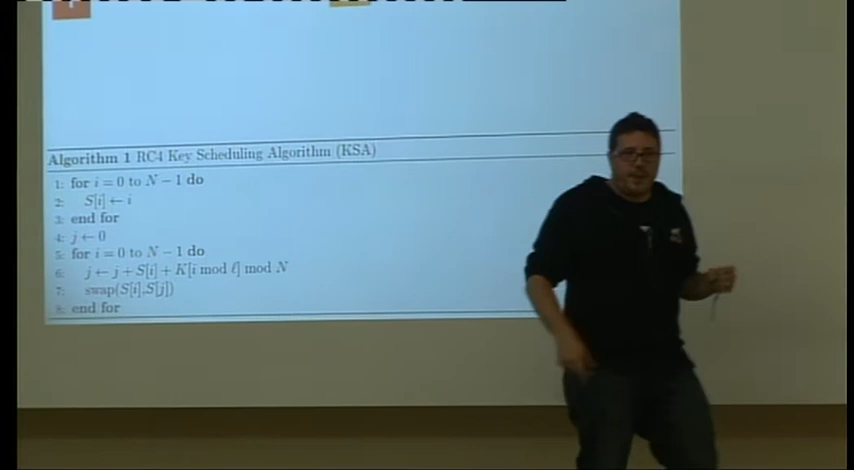 Algorithm 1 RC4 Key Scheduling Algorithm (KSA)
1: for i = 0 to N − 1 do
2: S[i] ← i
3: end for
4: j ← 0
5: for i = 0 to N − 1 do
6: j ← j + S[i] + K[i mod ℓ] mod N
7: swap(S[i],S[j])
8: end for